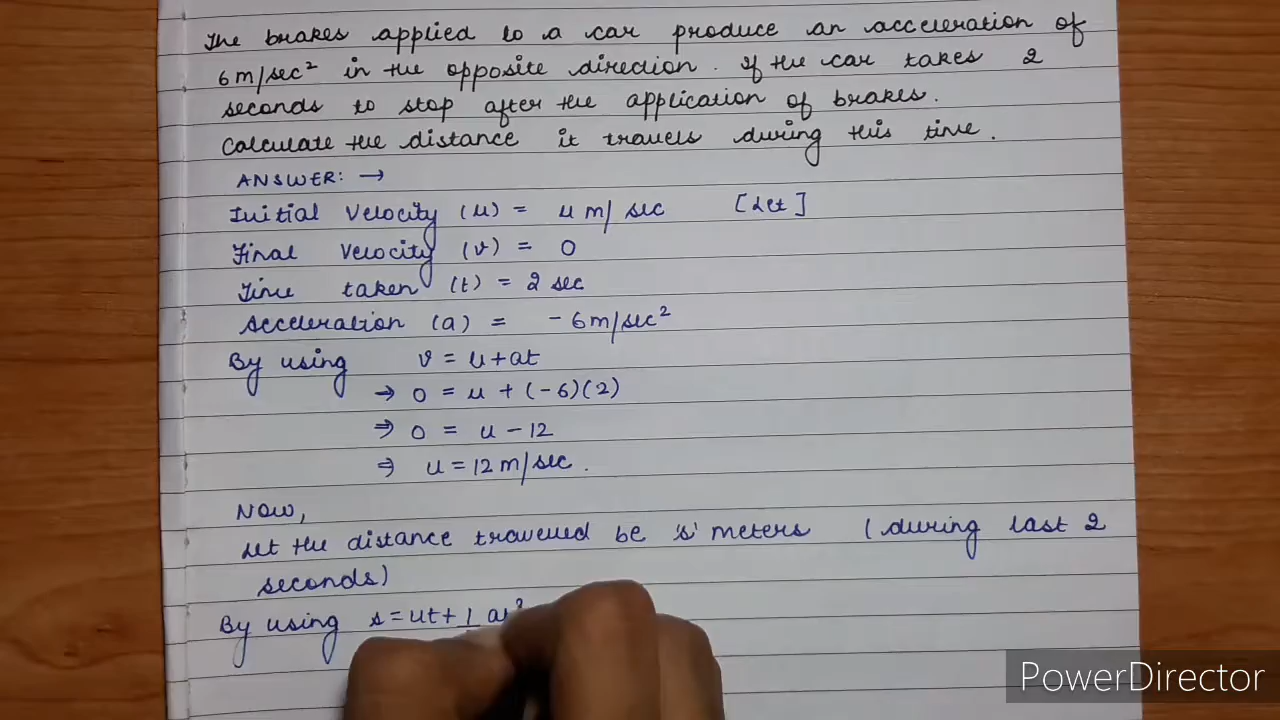 The brakes applied to a car produce an acceleration of
6m/sec² in the opposite direction. If the car takes 2
seconds to stop after the application of brakes.
Calculate the distance it travels during this time.
ANSWER: →
Initial Velocity (u) = u m/sec [Let]
Final Velocity (v) = 0
Time taken (t) = 2 sec
Acceleration (a) = -6m/sec²
By using v = u+at
→ 0 = u + (-6)(2)
⇒ 0 = u - 12
⇒ u = 12 m/sec.
Now,
Let the distance travelled be 's' meters (during last 2
seconds)
By using s = ut + 1
PowerDirector